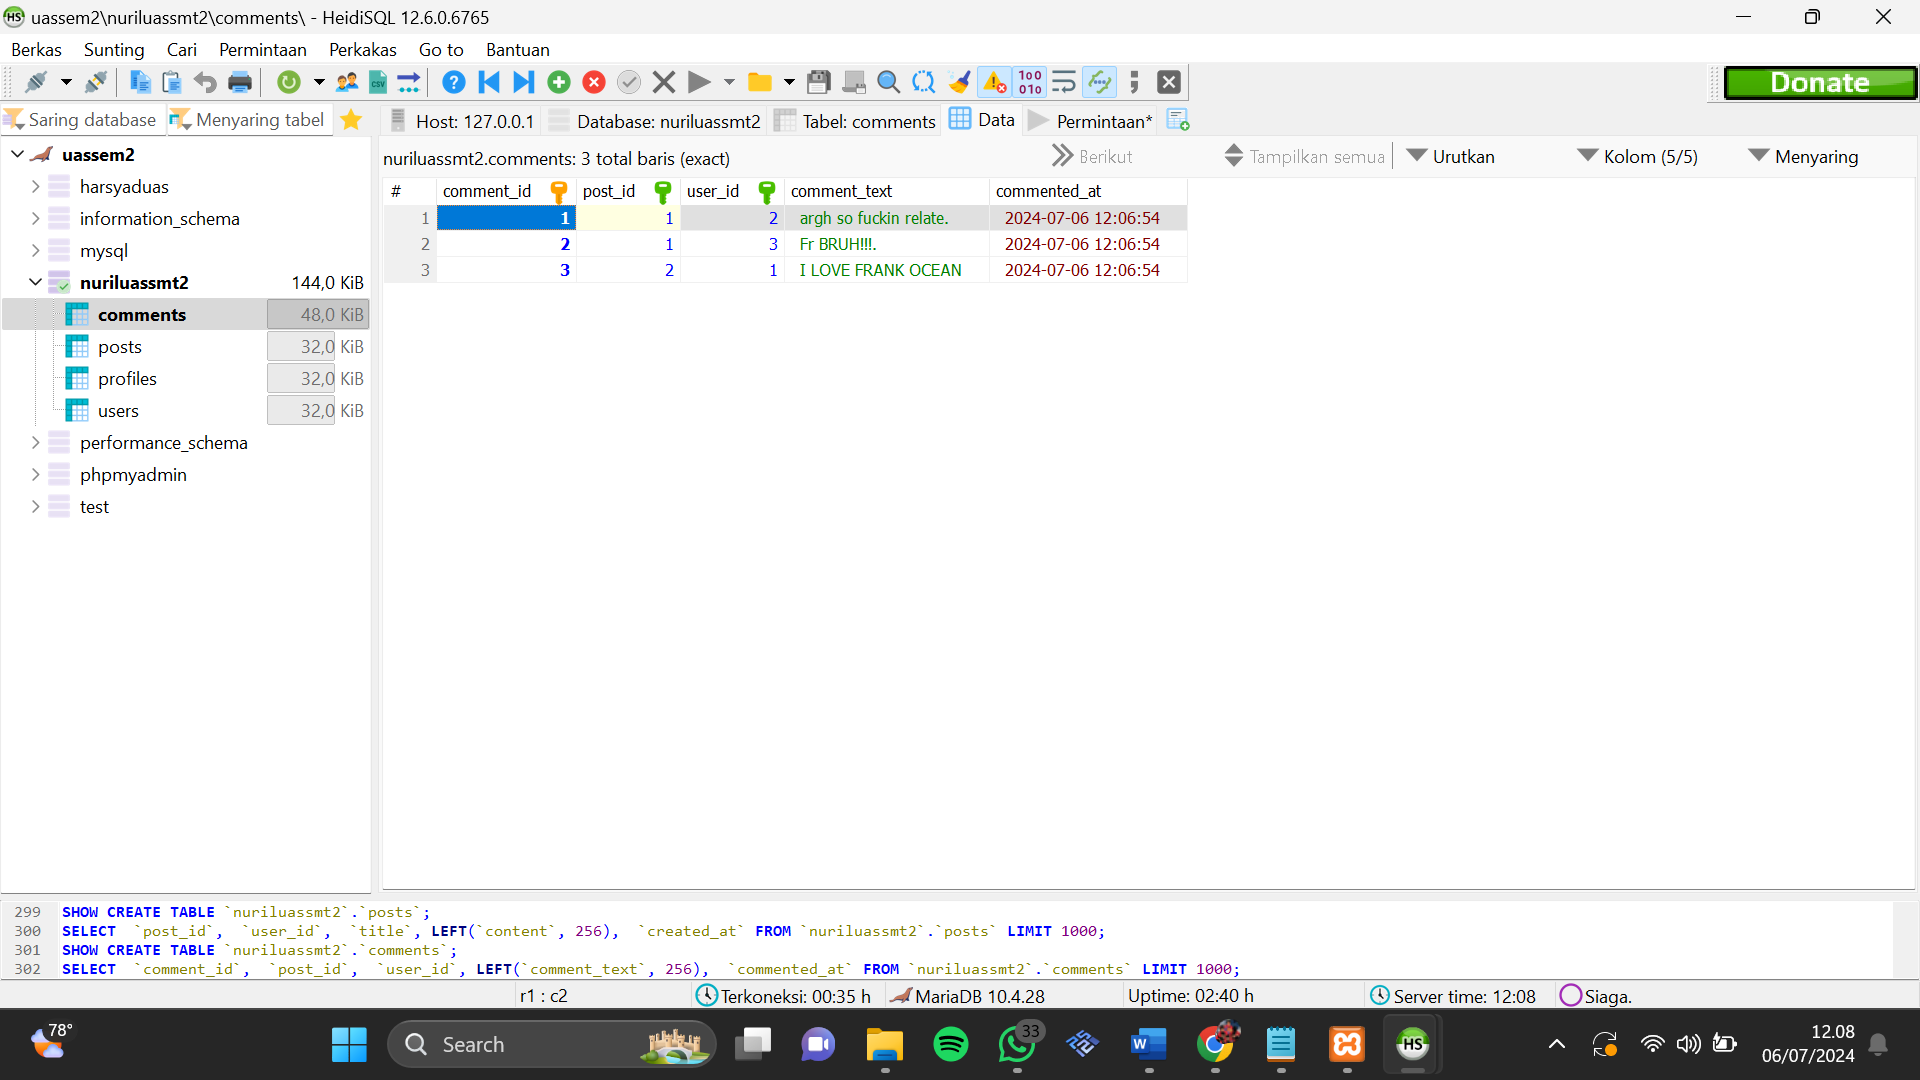 HS uassem2\nuriluassmt2\comments\ - HeidiSQL 12.6.0.6765
Berkas Sunting Cari Permintaan Perkakas Go to Bantuan
Donate
Saring database Menyaring tabel Host: 127.0.0.1 Database: nuriluassmt2 Tabel: comments Data Permintaan*
nuriluassmt2.comments: 3 total baris (exact) Berikut Tampilkan semua Urutkan Kolom (5/5) Menyaring
uassem2
harsyaduas
information_schema
mysql
nuriluassmt2 144,0 KiB
comments 48,0 KiB
posts 32,0 KiB
profiles 32,0 KiB
users 32,0 KiB
performance_schema
phpmyadmin
test
# comment_id post_id user_id comment_text commented_at
1 1 1 2 argh so fuckin relate. 2024-07-06 12:06:54
2 2 1 3 Fr BRUH!!!. 2024-07-06 12:06:54
3 3 2 1 I LOVE FRANK OCEAN 2024-07-06 12:06:54
299 SHOW CREATE TABLE `nuriluassmt2`.`posts`;
300 SELECT `post_id`, `user_id`, `title`, LEFT(`content`, 256), `created_at` FROM `nuriluassmt2`.`posts` LIMIT 1000;
301 SHOW CREATE TABLE `nuriluassmt2`.`comments`;
302 SELECT `comment_id`, `post_id`, `user_id`, LEFT(`comment_text`, 256), `commented_at` FROM `nuriluassmt2`.`comments` LIMIT 1000;
r1 : c2 Terkoneksi: 00:35 h MariaDB 10.4.28 Uptime: 02:40 h Server time: 12:08 Siaga.
78° Search 33 HS 12.08
06/07/2024